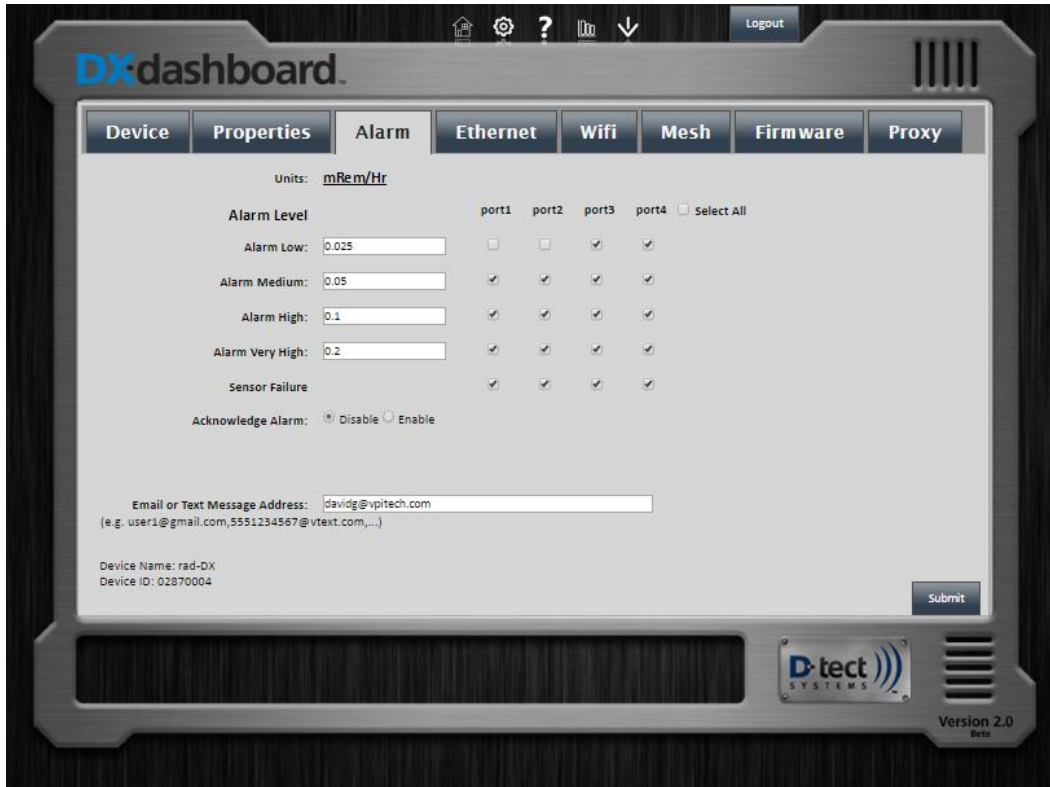 Logout
DX-dashboard™
Device Properties Alarm Ethernet Wifi Mesh Firmware Proxy
Units: mRem/Hr
Alarm Level port1 port2 port3 port4 Select All
Alarm Low: 0.025
Alarm Medium: 0.05
Alarm High: 0.1
Alarm Very High: 0.2
Sensor Failure
Acknowledge Alarm: Disable Enable
Email or Text Message Address: davidg@vpitech.com
(e.g. user1@gmail.com,5551234567@vtext.com,...)
Device Name: rad-DX
Device ID: 02870004
Submit
D-tect
SYSTEMS
Version 2.0
Beta